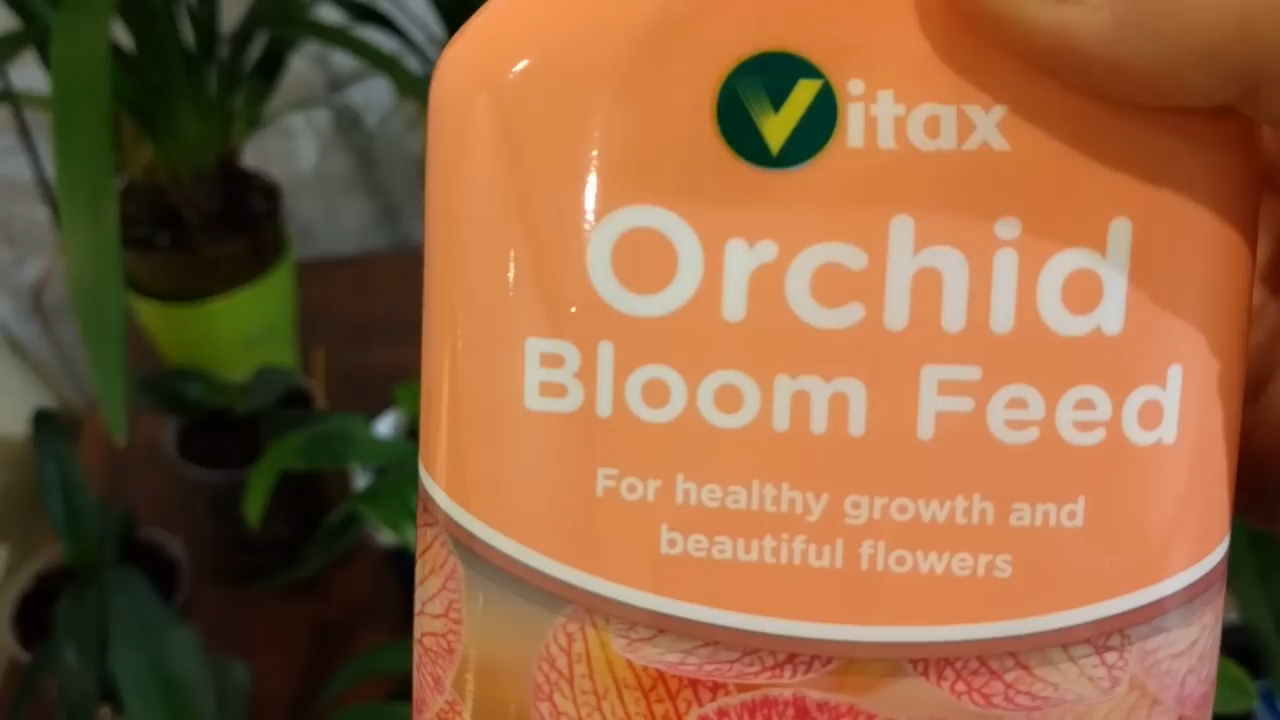 Vitax
Orchid
Bloom Feed
For healthy growth and
beautiful flowers